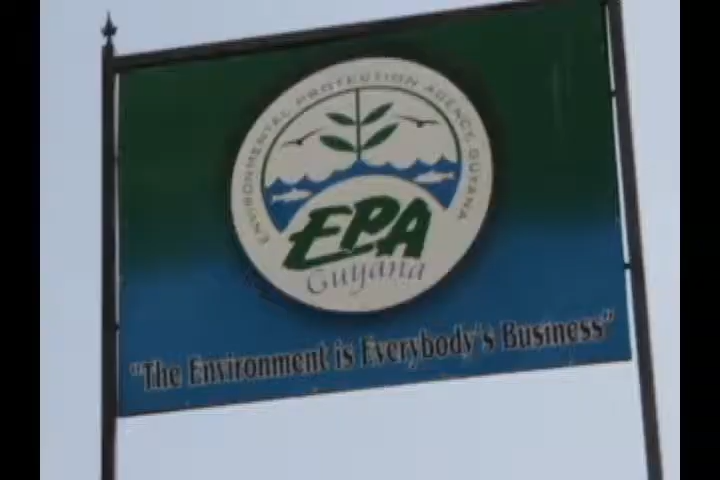 ENVIRONMENTAL PROTECTION AGENCY, GUYANA
EPA
Guyana
"The Environment is Everybody's Business"